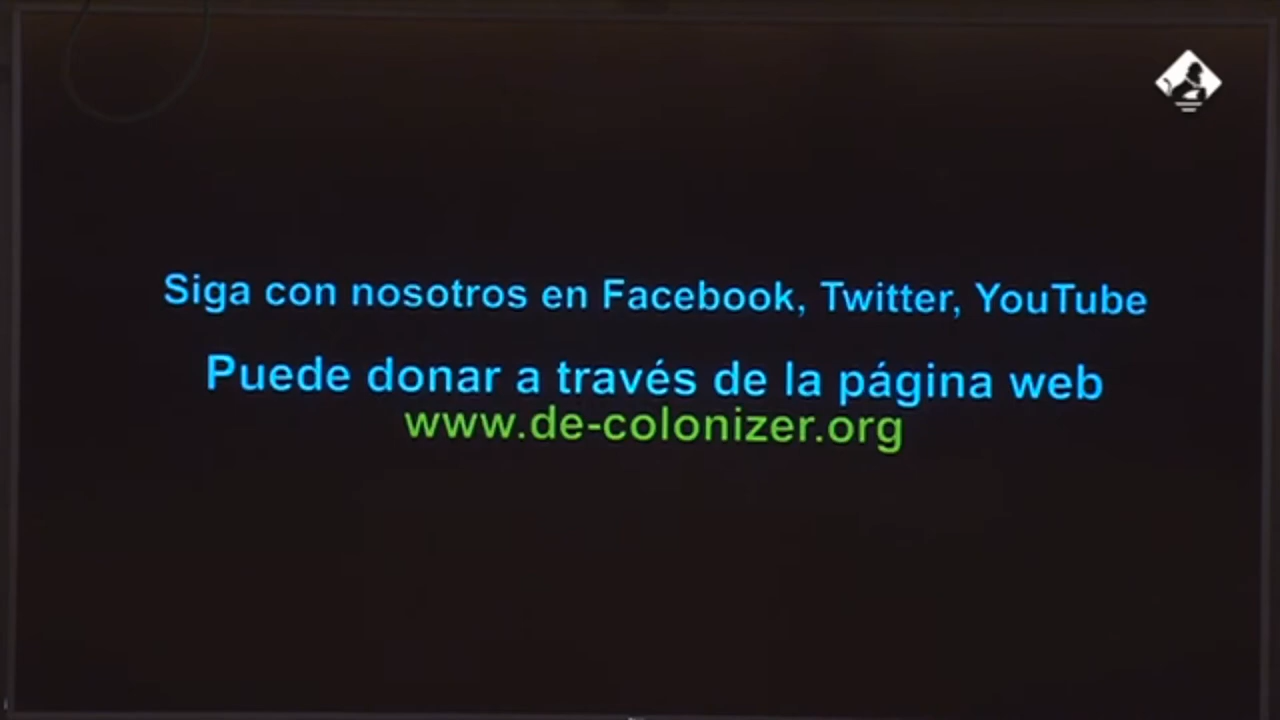 Siga con nosotros en Facebook, Twitter, YouTube
Puede donar a través de la página web
www.de-colonizer.org